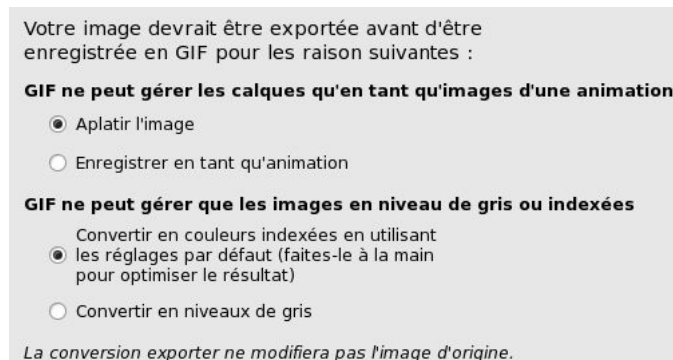 Votre image devrait être exportée avant d'être
enregistrée en GIF pour les raison suivantes :
GIF ne peut gérer les calques qu'en tant qu'images d'une animation
Aplatir l'image
Enregistrer en tant qu'animation
GIF ne peut gérer que les images en niveau de gris ou indexées
Convertir en couleurs indexées en utilisant
les réglages par défaut (faites-le à la main
pour optimiser le résultat)
Convertir en niveaux de gris
La conversion exporter ne modifiera pas l'image d'origine.